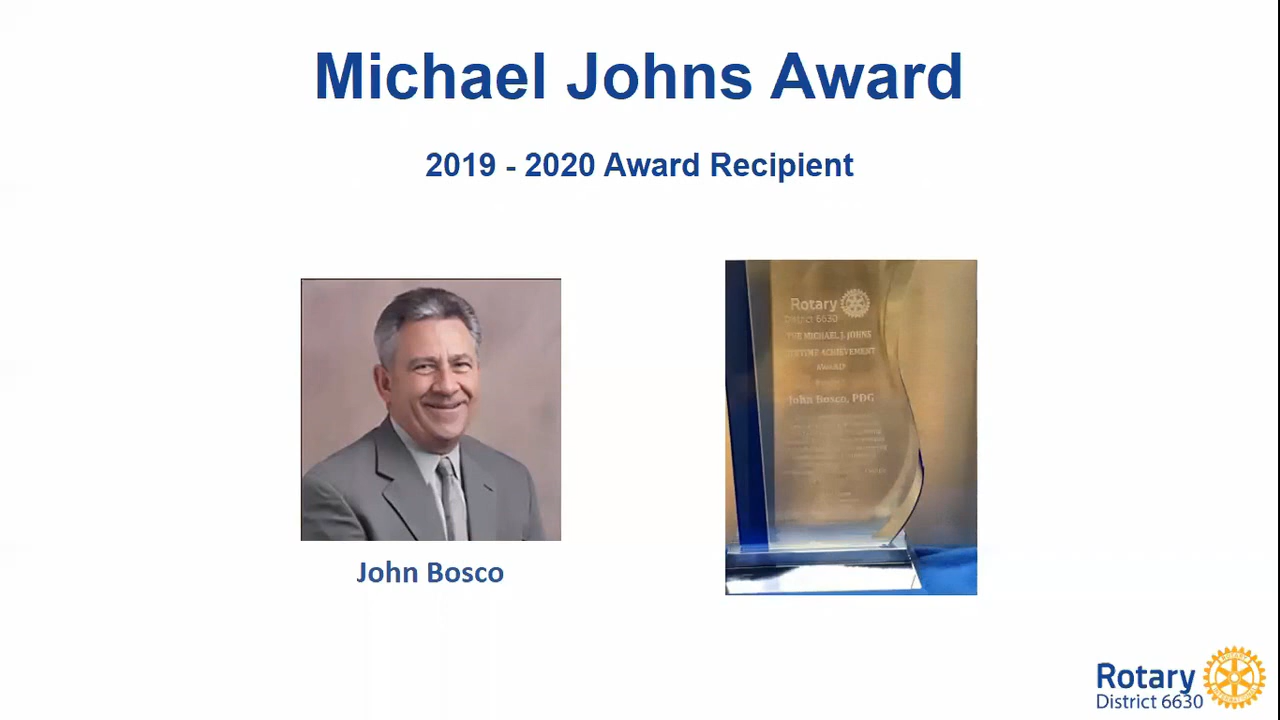 Michael Johns Award
2019 - 2020 Award Recipient
Rotary
District 6630
THE MICHAEL J. JOHNS
LIFETIME ACHIEVEMENT
AWARD
John Bosco, PDG
John Bosco
Rotary
District 6630